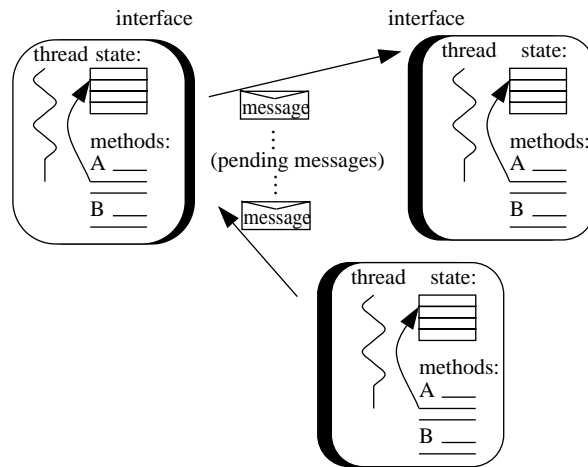 interface
interface
thread state:
methods:
A
B
message
(pending messages)
message
thread state:
methods:
A
B
thread state:
methods:
A
B